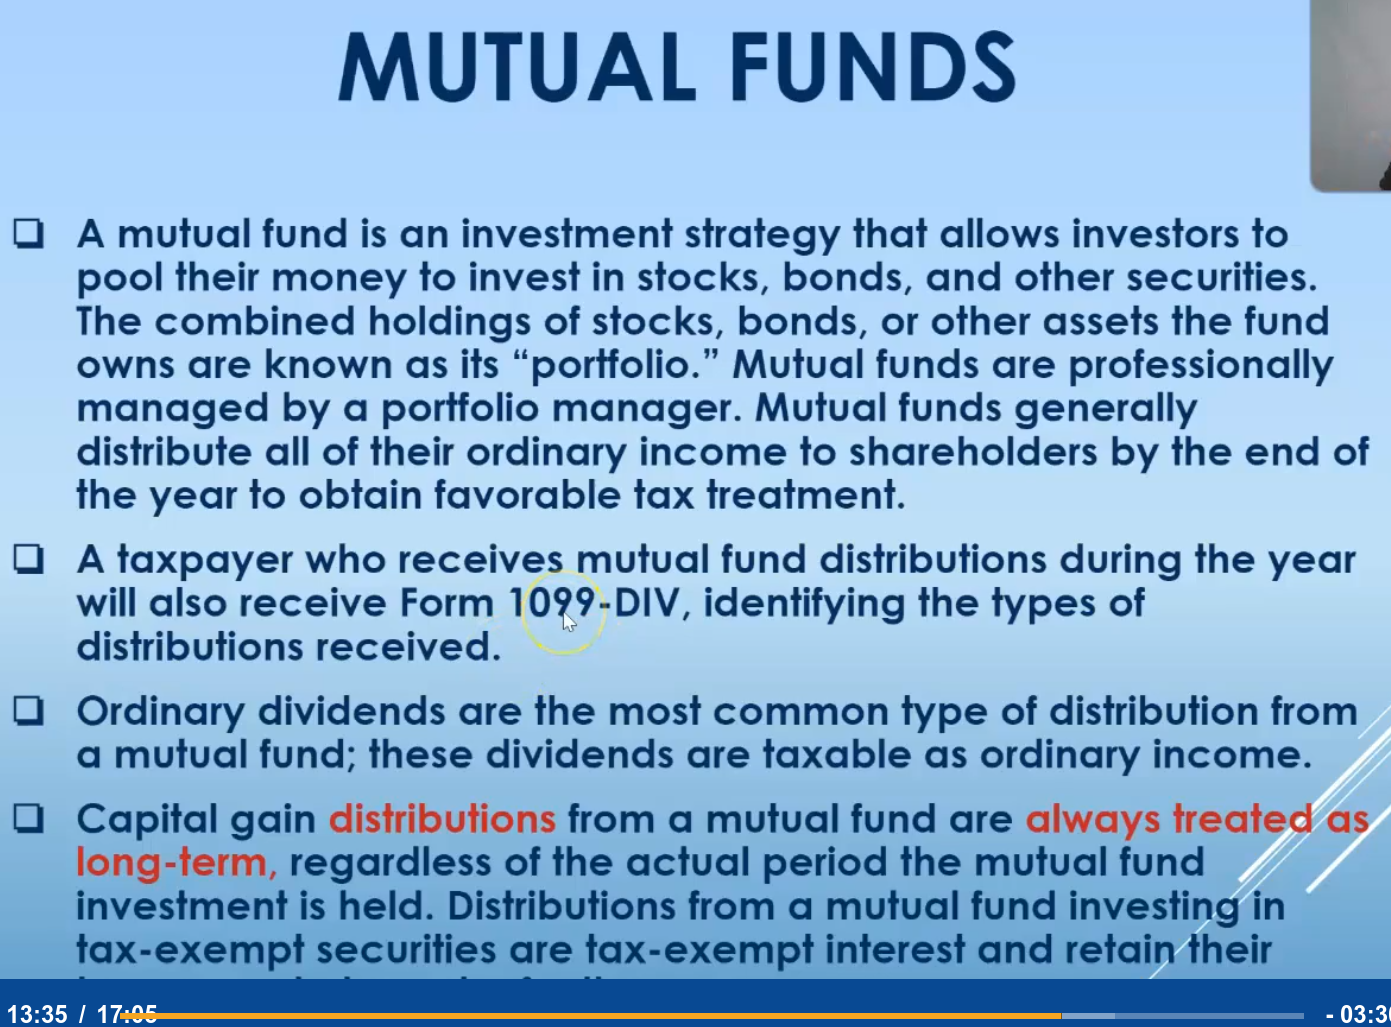 MUTUAL FUNDS
A mutual fund is an investment strategy that allows investors to
pool their money to invest in stocks, bonds, and other securities.
The combined holdings of stocks, bonds, or other assets the fund
owns are known as its “portfolio.” Mutual funds are professionally
managed by a portfolio manager. Mutual funds generally
distribute all of their ordinary income to shareholders by the end of
the year to obtain favorable tax treatment.
A taxpayer who receives mutual fund distributions during the year
will also receive Form 1099-DIV, identifying the types of
distributions received.
Ordinary dividends are the most common type of distribution from
a mutual fund; these dividends are taxable as ordinary income.
Capital gain distributions from a mutual fund are always treated as
long-term, regardless of the actual period the mutual fund
investment is held. Distributions from a mutual fund investing in
tax-exempt securities are tax-exempt interest and retain their
13:35 / 17:05